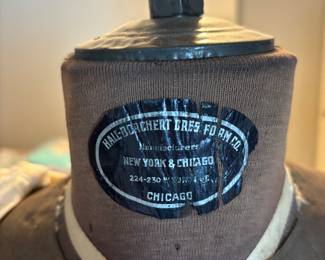 HALL-BORCHERT DRESS FORM CO.
Manufacturers
NEW YORK & CHICAGO
224-230 W.
CHICAGO